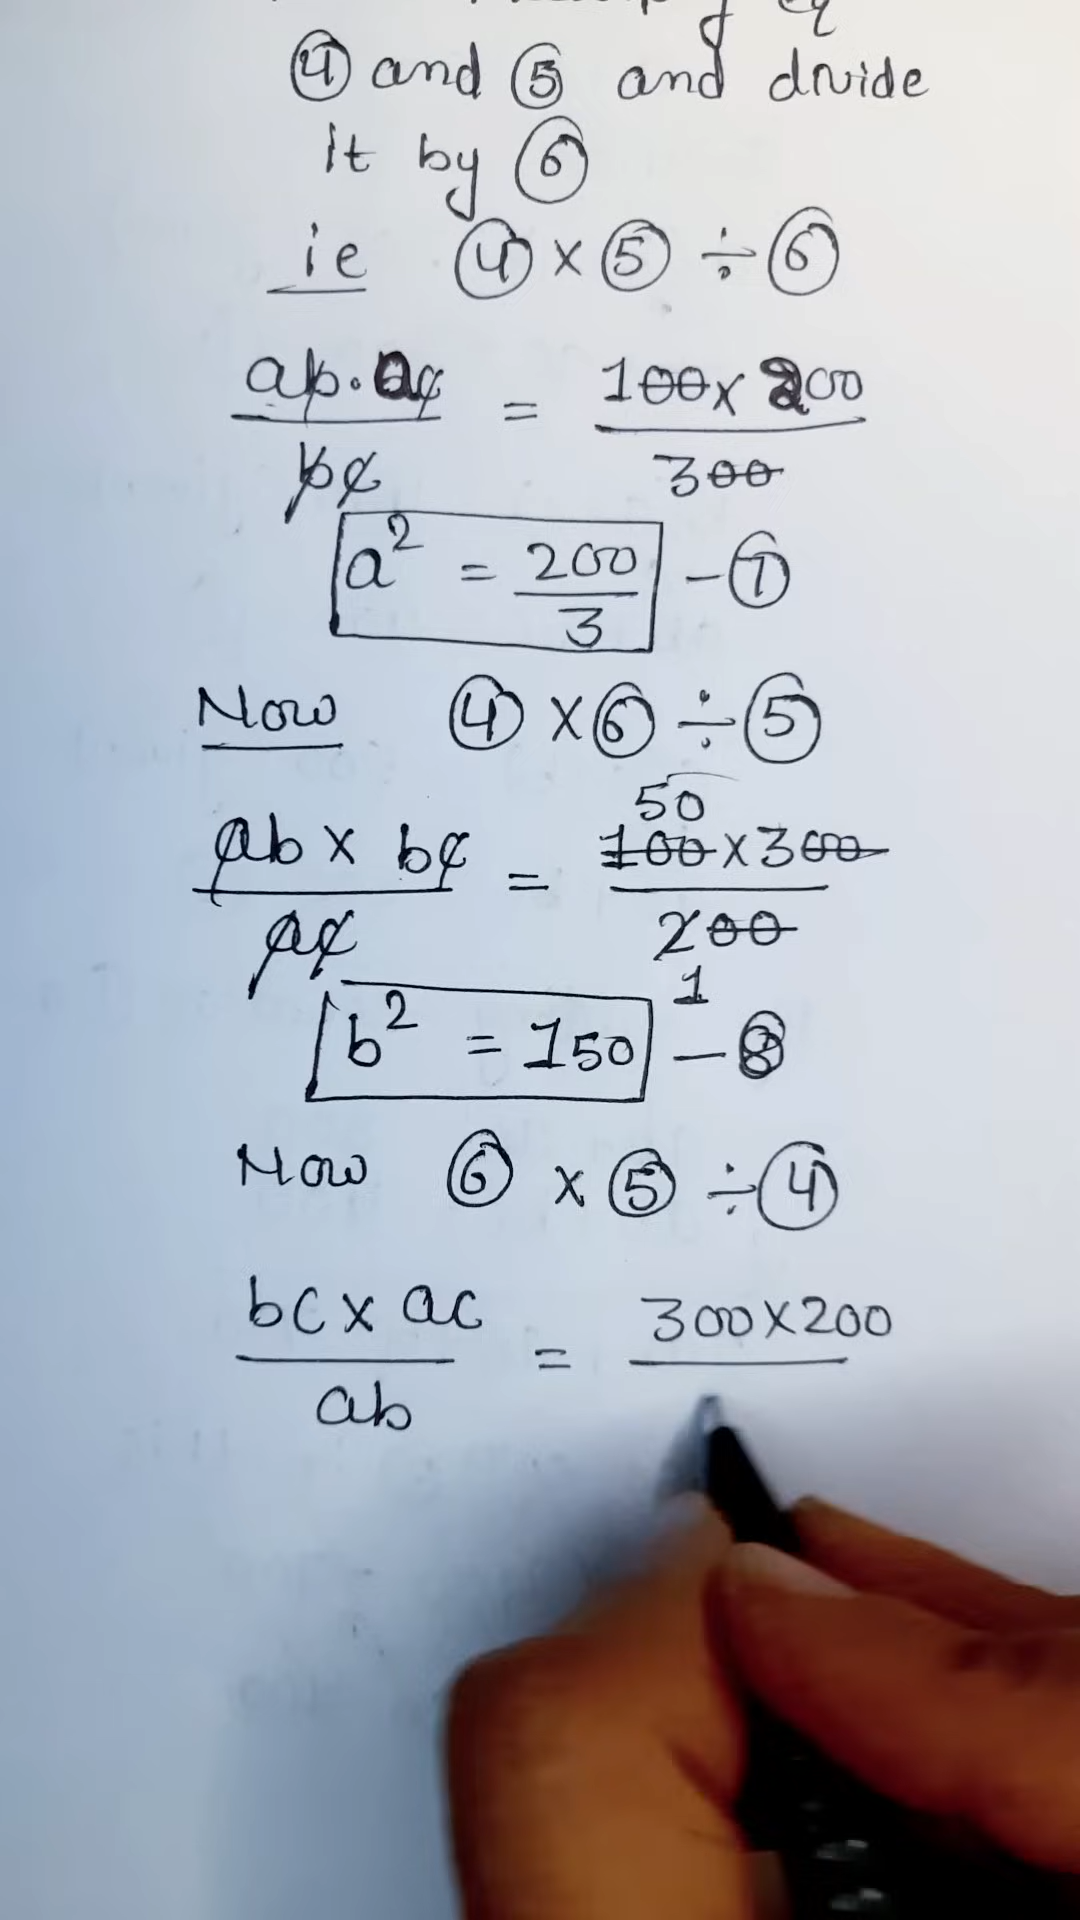 ④ and ⑤ and divide
it by ⑥
ie ④ × ⑤ ÷ ⑥
ab.ac / bc = 100 × 200 / 300
a² = 200 / 3 - ⑦
Now ④ × ⑥ ÷ ⑤
50
ab × bc / ac = 100 × 300 / 200
1
b² = 150 - ⑧
Now ⑥ × ⑤ ÷ ④
bc × ac / ab = 300 × 200